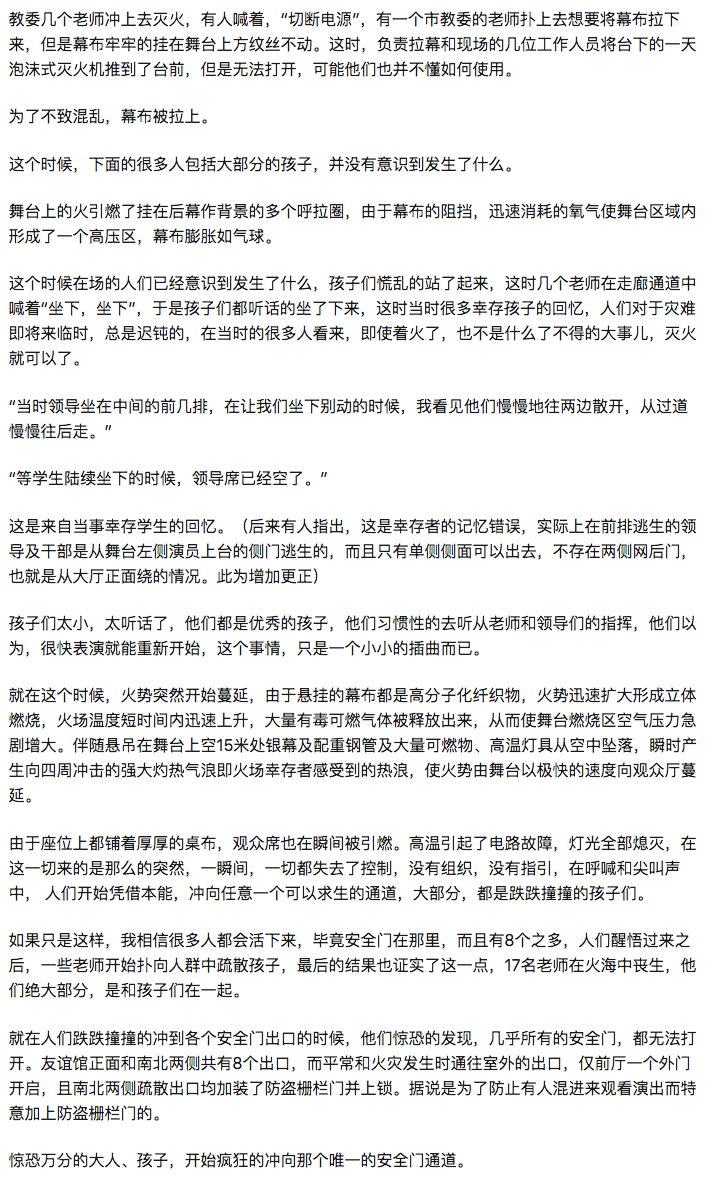 教委几个老师冲上去灭火，有人喊着，“切断电源”，有一个市教委的老师扑上去想要将幕布拉下
来，但是幕布牢牢的挂在舞台上方纹丝不动。这时，负责拉幕和现场的几位工作人员将台下的一天
泡沫式灭火机推到了台前，但是无法打开，可能他们也并不懂如何使用。
为了不致混乱，幕布被拉上。
这个时候，下面的很多人包括大部分的孩子，并没有意识到发生了什么。
舞台上的火引燃了挂在后幕作背景的多个呼拉圈，由于幕布的阻挡，迅速消耗的氧气使舞台区域内
形成了一个高压区，幕布膨胀如气球。
这个时候在场的人们已经意识到发生了什么，孩子们慌乱的站了起来，这时几个老师在走廊通道中
喊着“坐下，坐下”，于是孩子们都听话的坐了下来，这时当时很多幸存孩子的回忆，人们对于灾难
即将来临时，总是迟钝的，在当时的很多人看来，即使着火了，也不是什么了不得的大事儿，灭火
就可以了。
“当时领导坐在中间的前几排，在让我们坐下别动的时候，我看见他们慢慢地往两边散开，从过道
慢慢往后走。”
“等学生陆续坐下的时候，领导席已经空了。”
这是来自当事幸存学生的回忆。（后来有人指出，这是幸存者的记忆错误，实际上在前排逃生的领
导及干部是从舞台左侧演员上台的侧门逃生的，而且只有单侧侧面可以出去，不存在两侧网后门，
也就是从大厅正面绕的情况。此为增加更正）
孩子们太小，太听话了，他们都是优秀的孩子，他们习惯性的去听从老师和领导们的指挥，他们以
为，很快表演就能重新开始，这个事情，只是一个小小的插曲而已。
就在这个时候，火势突然开始蔓延，由于悬挂的幕布都是高分子化纤织物，火势迅速扩大形成立体
燃烧，火场温度短时间内迅速上升，大量有毒可燃气体被释放出来，从而使舞台燃烧区空气压力急
剧增大。伴随悬吊在舞台上空15米处银幕及配重钢管及大量可燃物、高温灯具从空中坠落，瞬时产
生向四周冲击的强大灼热气浪即火场幸存者感受到的热浪，使火势由舞台以极快的速度向观众厅蔓
延。
由于座位上都铺着厚厚的桌布，观众席也在瞬间被引燃。高温引起了电路故障，灯光全部熄灭，在
这一切来的是那么的突然，一瞬间，一切都失去了控制，没有组织，没有指引，在呼喊和尖叫声
中， 人们开始凭借本能，冲向任意一个可以求生的通道，大部分，都是跌跌撞撞的孩子们。
如果只是这样，我相信很多人都会活下来，毕竟安全门在那里，而且有8个之多，人们醒悟过来之
后，一些老师开始扑向人群中疏散孩子，最后的结果也证实了这一点，17名老师在火海中丧生，他
们绝大部分，是和孩子们在一起。
就在人们跌跌撞撞的冲到各个安全门出口的时候，他们惊恐的发现，几乎所有的安全门，都无法打
开。友谊馆正面和南北两侧共有8个出口，而平常和火灾发生时通往室外的出口，仅前厅一个外门
开启，且南北两侧疏散出口均加装了防盗栅栏门并上锁。据说是为了防止有人混进来观看演出而特
意加上防盗栅栏门的。
惊恐万分的大人、孩子，开始疯狂的冲向那个唯一的安全门通道。